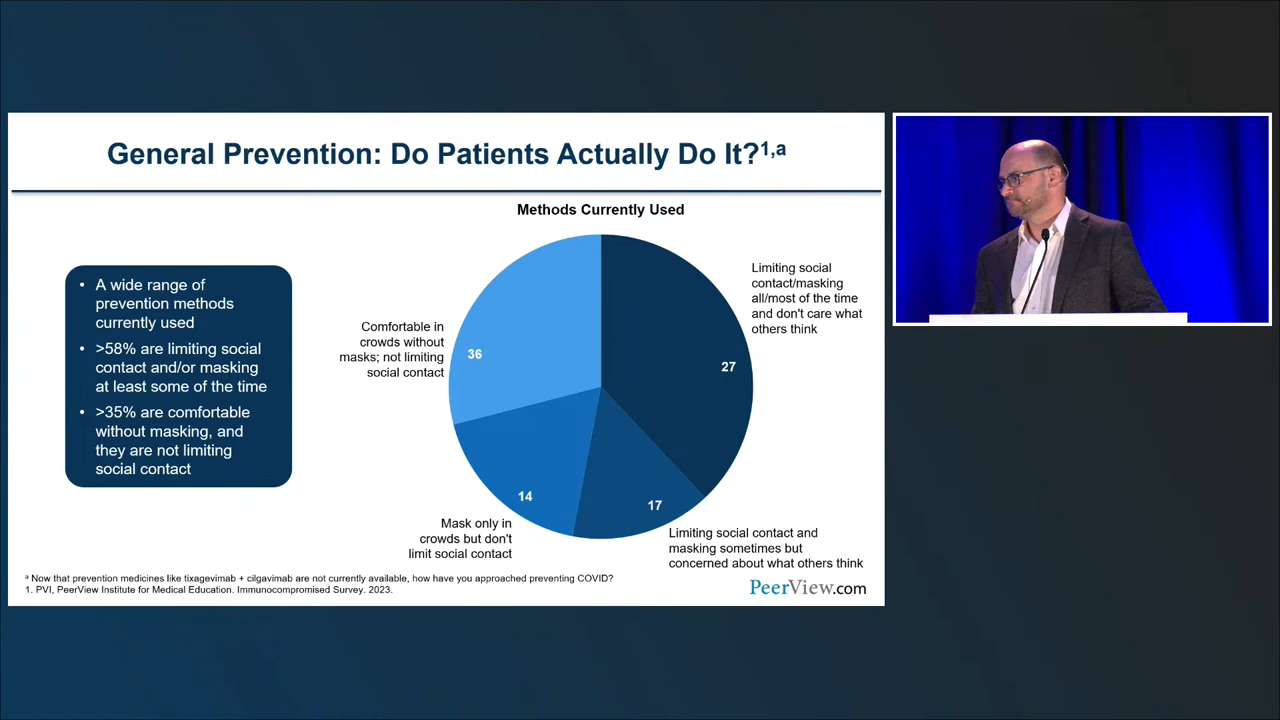 General Prevention: Do Patients Actually Do It?1,a
Methods Currently Used
• A wide range of
prevention methods
currently used
• >58% are limiting social
contact and/or masking
at least some of the time
• >35% are comfortable
without masking, and
they are not limiting
social contact
Comfortable in
crowds without
masks; not limiting
social contact
36
Limiting social
contact/masking
all/most of the time
and don't care what
others think
27
14
17
Mask only in
crowds but don't
limit social contact
Limiting social contact and
masking sometimes but
concerned about what others think
a Now that prevention medicines like tixagevimab + cilgavimab are not currently available, how have you approached preventing COVID?
1. PVI, PeerView Institute for Medical Education. Immunocompromised Survey. 2023.
PeerView.com